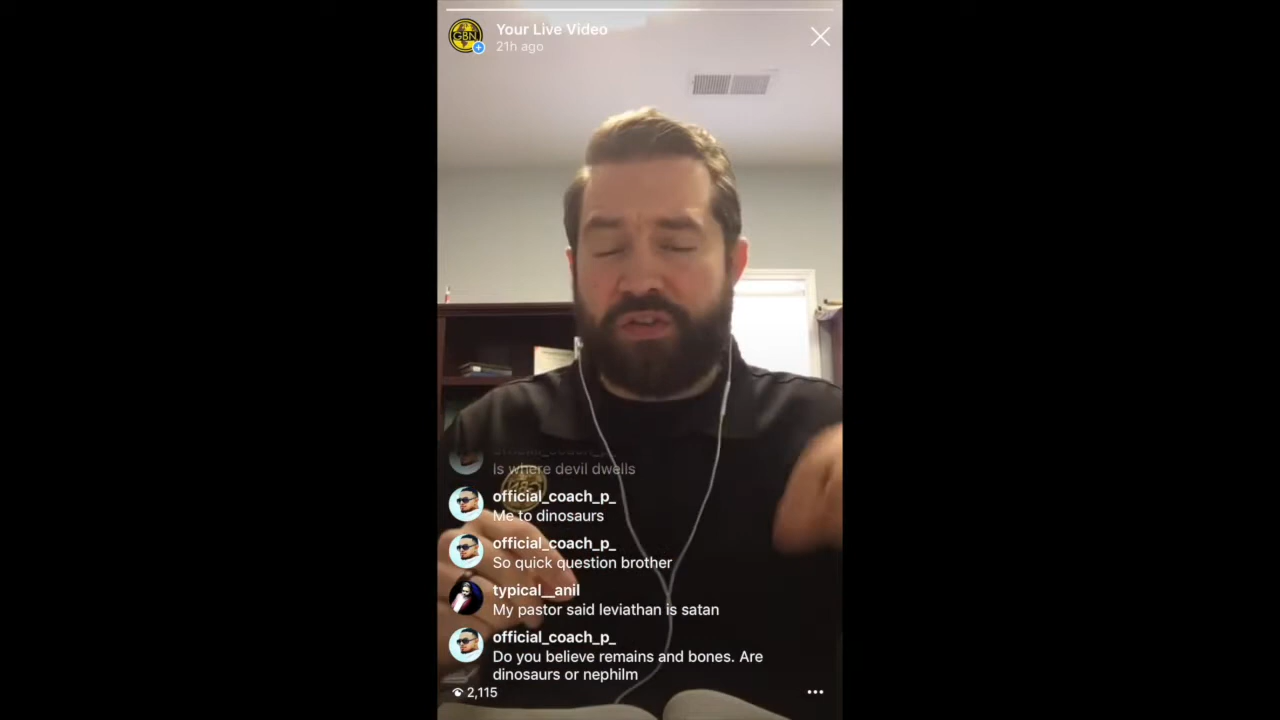 GBN
Your Live Video
21h ago
Is where devil dwells
official_coach_p_
Me to dinosaurs
official_coach_p_
So quick question brother
typical__anil
My pastor said leviathan is satan
official_coach_p_
Do you believe remains and bones. Are
dinosaurs or nephilm
2,115